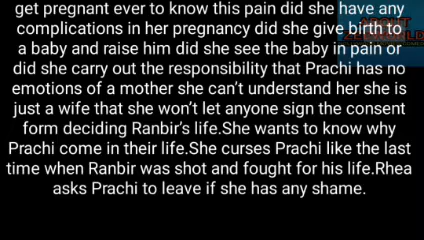 get pregnant ever to know this pain did she have any
complications in her pregnancy did she give birth to
a baby and raise him did she see the baby in pain or
did she carry out the responsibility that Prachi has no
emotions of a mother she can’t understand her she is
just a wife that she won’t let anyone sign the consent
form deciding Ranbir’s life.She wants to know why
Prachi come in their life.She curses Prachi like the last
time when Ranbir was shot and fought for his life.Rhea
asks Prachi to leave if she has any shame.